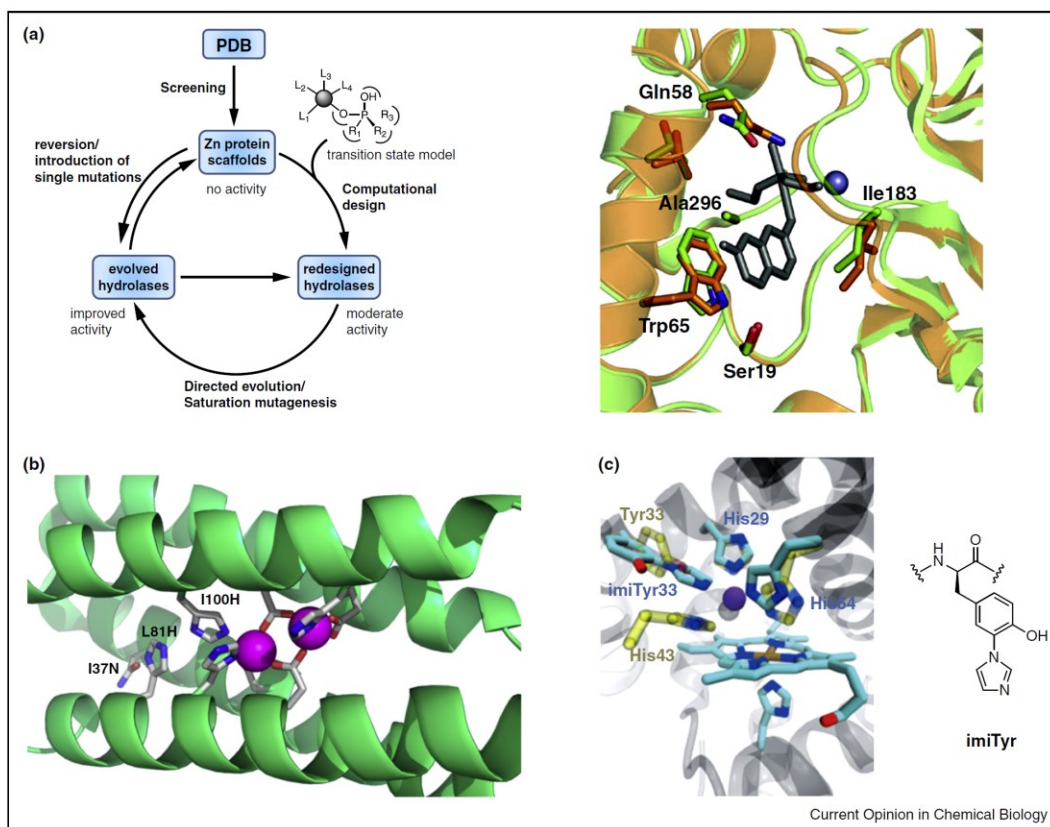 (a)
PDB
Screening
L3
L2
L4
L1
OH
O
P
R3
R1
R2
transition state model
reversion/
introduction of
single mutations
Zn protein
scaffolds
no activity
Computational
design
evolved
hydrolases
redesigned
hydrolases
improved
activity
moderate
activity
Directed evolution/
Saturation mutagenesis
Gln58
Ala296
Ile183
Trp65
Ser19
(b)
I100H
L81H
I37N
(c)
Tyr33
His29
imiTyr33
His64
His43
H
N
O
OH
N
N
imiTyr
Current Opinion in Chemical Biology